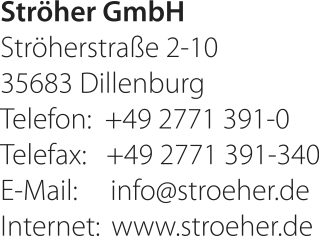 Ströher GmbH
Ströherstraße 2-10
35683 Dillenburg
Telefon: +49 2771 391-0
Telefax: +49 2771 391-340
E-Mail: info@stroeher.de
Internet: www.stroeher.de